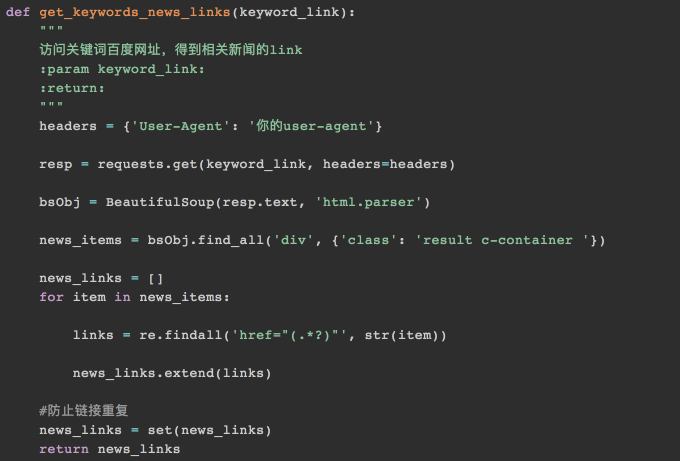 def get_keywords_news_links(keyword_link):
    """
    访问关键词百度网址，得到相关新闻的link
    :param keyword_link:
    :return:
    """
    headers = {'User-Agent': '你的user-agent'}
    resp = requests.get(keyword_link, headers=headers)
    bsObj = BeautifulSoup(resp.text, 'html.parser')
    news_items = bsObj.find_all('div', {'class': 'result c-container '})
    news_links = []
    for item in news_items:
        links = re.findall('href="(.*?)"', str(item))
        news_links.extend(links)
    #防止链接重复
    news_links = set(news_links)
    return news_links